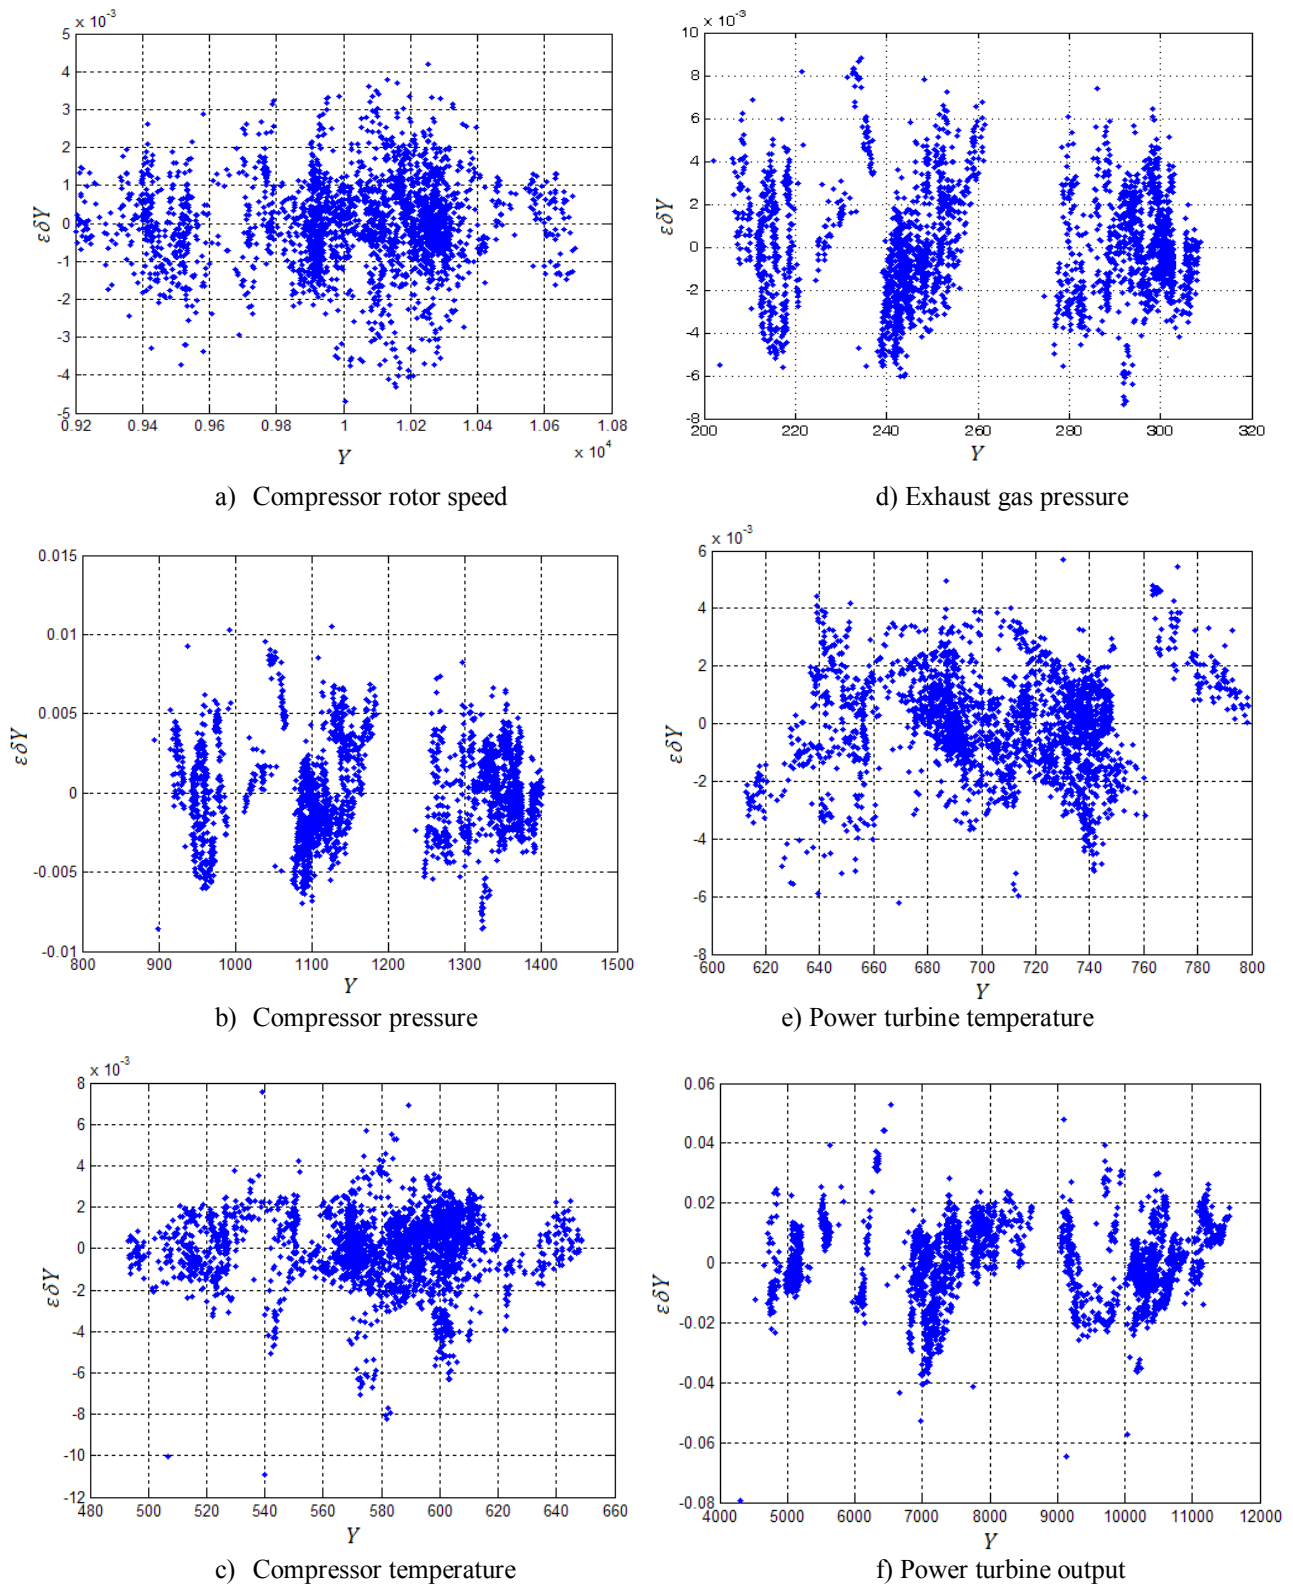 x 10⁻³
5
4
3
2
1
0
-1
-2
-3
-4
-5
εδY
0.92 0.94 0.96 0.98 1 1.02 1.04 1.06 1.08
Y
x 10⁴
a) Compressor rotor speed
x 10⁻³
10
8
6
4
2
0
-2
-4
-6
-8
εδY
200 220 240 260 280 300 320
Y
d) Exhaust gas pressure
0.015
0.01
0.005
0
-0.005
-0.01
εδY
800 900 1000 1100 1200 1300 1400 1500
Y
b) Compressor pressure
x 10⁻³
6
4
2
0
-2
-4
-6
-8
εδY
600 620 640 660 680 700 720 740 760 780 800
Y
e) Power turbine temperature
x 10⁻³
8
6
4
2
0
-2
-4
-6
-8
-10
-12
εδY
480 500 520 540 560 580 600 620 640 660
Y
c) Compressor temperature
0.06
0.04
0.02
0
-0.02
-0.04
-0.06
-0.08
εδY
4000 5000 6000 7000 8000 9000 10000 11000 12000
Y
f) Power turbine output